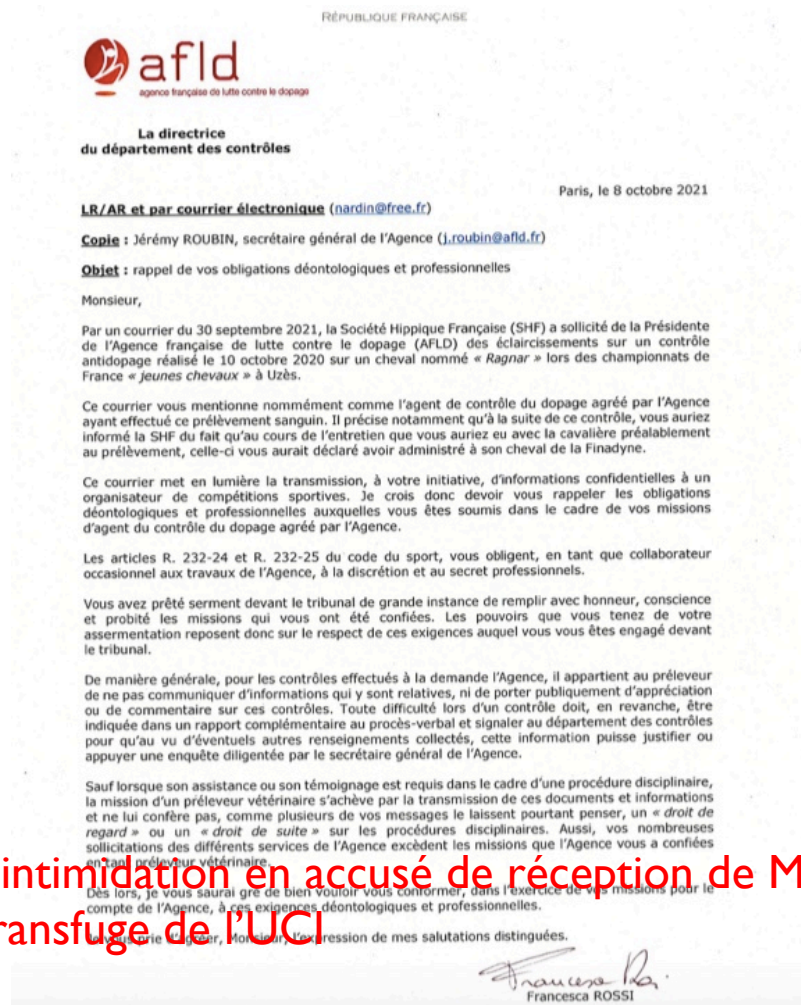 RÉPUBLIQUE FRANÇAISE
afld
agence française de lutte contre le dopage
La directrice
du département des contrôles
Paris, le 8 octobre 2021
LR/AR et par courrier électronique (nardin@free.fr)
Copie : Jérémy ROUBIN, secrétaire général de l'Agence (j.roubin@afld.fr)
Objet : rappel de vos obligations déontologiques et professionnelles
Monsieur,
Par un courrier du 30 septembre 2021, la Société Hippique Française (SHF) a sollicité de la Présidente
de l'Agence française de lutte contre le dopage (AFLD) des éclaircissements sur un contrôle
antidopage réalisé le 10 octobre 2020 sur un cheval nommé « Ragnar » lors des championnats de
France « jeunes chevaux » à Uzès.
Ce courrier vous mentionne nommément comme l'agent de contrôle du dopage agréé par l'Agence
ayant effectué ce prélèvement sanguin. Il précise notamment qu'à la suite de ce contrôle, vous auriez
informé la SHF du fait qu'au cours de l'entretien que vous auriez eu avec la cavalière préalablement
au prélèvement, celle-ci vous aurait déclaré avoir administré à son cheval de la Finadyne.
Ce courrier met en lumière la transmission, à votre initiative, d'informations confidentielles à un
organisateur de compétitions sportives. Je crois donc devoir vous rappeler les obligations
déontologiques et professionnelles auxquelles vous êtes soumis dans le cadre de vos missions
d'agent du contrôle du dopage agréé par l'Agence.
Les articles R. 232-24 et R. 232-25 du code du sport, vous obligent, en tant que collaborateur
occasionnel aux travaux de l'Agence, à la discrétion et au secret professionnels.
Vous avez prêté serment devant le tribunal de grande instance de remplir avec honneur, conscience
et probité les missions qui vous ont été confiées. Les pouvoirs que vous tenez de votre
assermentation reposent donc sur le respect de ces exigences auquel vous vous êtes engagé devant
le tribunal.
De manière générale, pour les contrôles effectués à la demande l'Agence, il appartient au préleveur
de ne pas communiquer d'informations qui y sont relatives, ni de porter publiquement d'appréciation
ou de commentaire sur ces contrôles. Toute difficulté lors d'un contrôle doit, en revanche, être
indiquée dans un rapport complémentaire au procès-verbal et signaler au département des contrôles
pour qu'au vu d'éventuels autres renseignements collectés, cette information puisse justifier ou
appuyer une enquête diligentée par le secrétaire général de l'Agence.
Sauf lorsque son assistance ou son témoignage est requis dans le cadre d'une procédure disciplinaire,
la mission d'un préleveur vétérinaire s'achève par la transmission de ces documents et informations
et ne lui confère pas, comme plusieurs de vos messages le laissent pourtant penser, un « droit de
regard » ou un « droit de suite » sur les procédures disciplinaires. Aussi, vos nombreuses
sollicitations des différents services de l'Agence excèdent les missions que l'Agence vous a confiées
en tant préleveur vétérinaire.
intimidation en accusé de réception de M
Dès lors, je vous saurai gré de bien vouloir vous conformer, dans l'exercice de vos missions pour le
compte de l'Agence, à ces exigences déontologiques et professionnelles.
ransfuge de l'UCI
Je vous prie d'agréer, Monsieur, l'expression de mes salutations distinguées.
Francesca Ro.
Francesca ROSSI